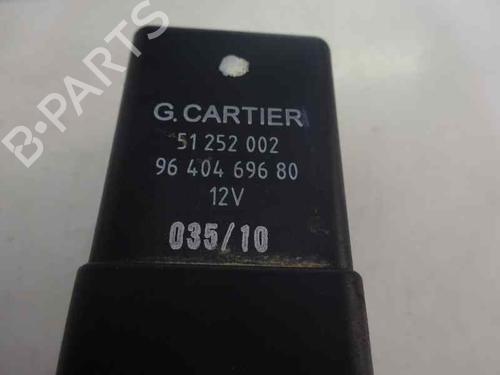 B-PARTS
G. CARTIER
51 252 002
96 404 696 80
12V
035/10